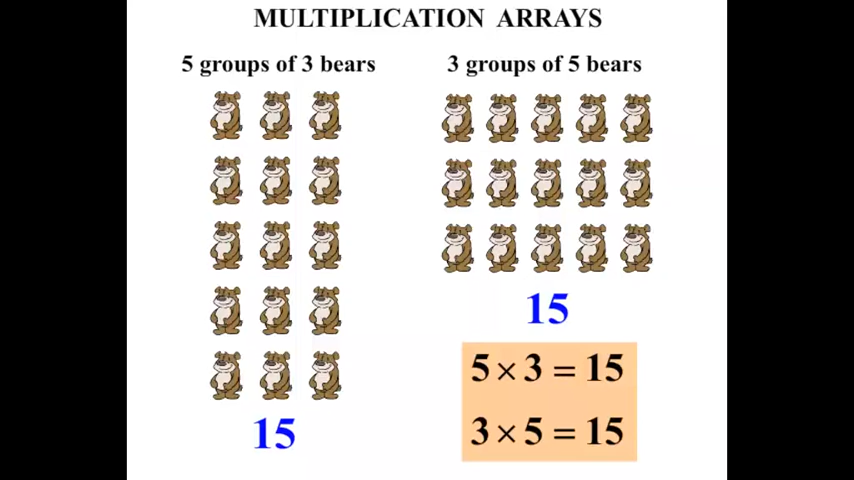 MULTIPLICATION ARRAYS
5 groups of 3 bears
15
3 groups of 5 bears
15
5 × 3 = 15
3 × 5 = 15